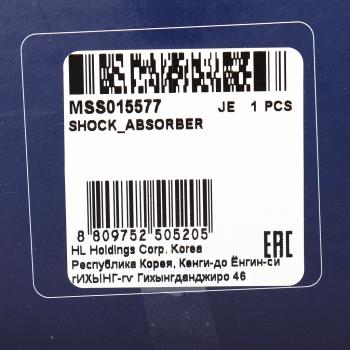 MSS015577 JE 1 PCS
SHOCK_ABSORBER
8 809752 505205
HL Holdings Corp. Korea
EAC
Республика Корея, Кенги-до Ёнгин-си
гИХЫНГ-гу Гихынгданджиро 46